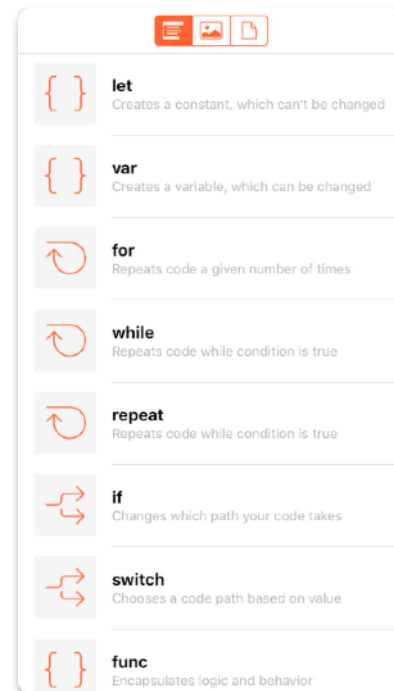 let
Creates a constant, which can't be changed
var
Creates a variable, which can be changed
for
Repeats code a given number of times
while
Repeats code while condition is true
repeat
Repeats code while condition is true
if
Changes which path your code takes
switch
Chooses a code path based on value
func
Encapsulates logic and behavior